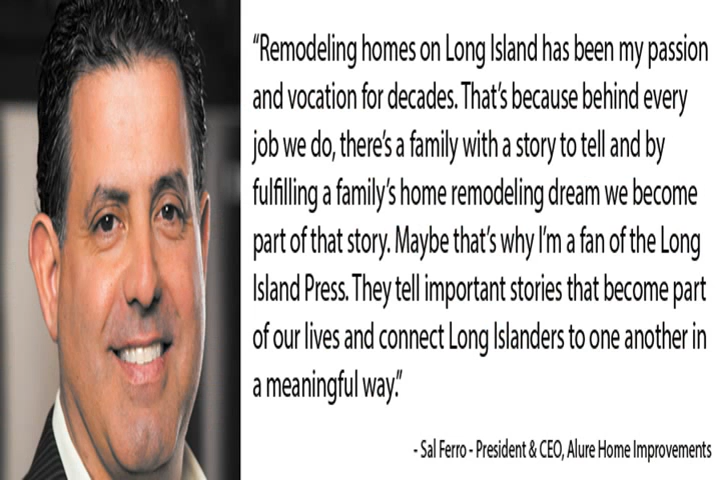 “Remodeling homes on Long Island has been my passion
and vocation for decades. That’s because behind every
job we do, there’s a family with a story to tell and by
fulfilling a family’s home remodeling dream we become
part of that story. Maybe that’s why I’m a fan of the Long
Island Press. They tell important stories that become part
of our lives and connect Long Islanders to one another in
a meaningful way.”
- Sal Ferro - President & CEO, Alure Home Improvements